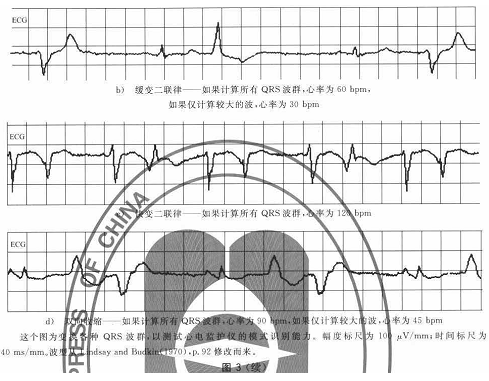 ECG
b) 缓变二联律——如果计算所有 QRS 波群,心率为 60 bpm,
如果仅计算较大的波,心率为 30 bpm
ECG
变二联律——如果计算所有 QRS 波群,心率为 120 bpm
ECG
d) 缩——如果计算所有 QRS 波群,心率为 90 bpm,如果仅计算较大的波,心率为 45 bpm
这个图为变 各种 QRS 波群,以测试心电监护仪的模式识别能力。幅度标尺为 100 μV/mm;时间标尺为
40 ms/mm。波型 Lindsay and Budkin(1970),p.92 修改而来。
图 3 (续)
PRESS OF CHINA